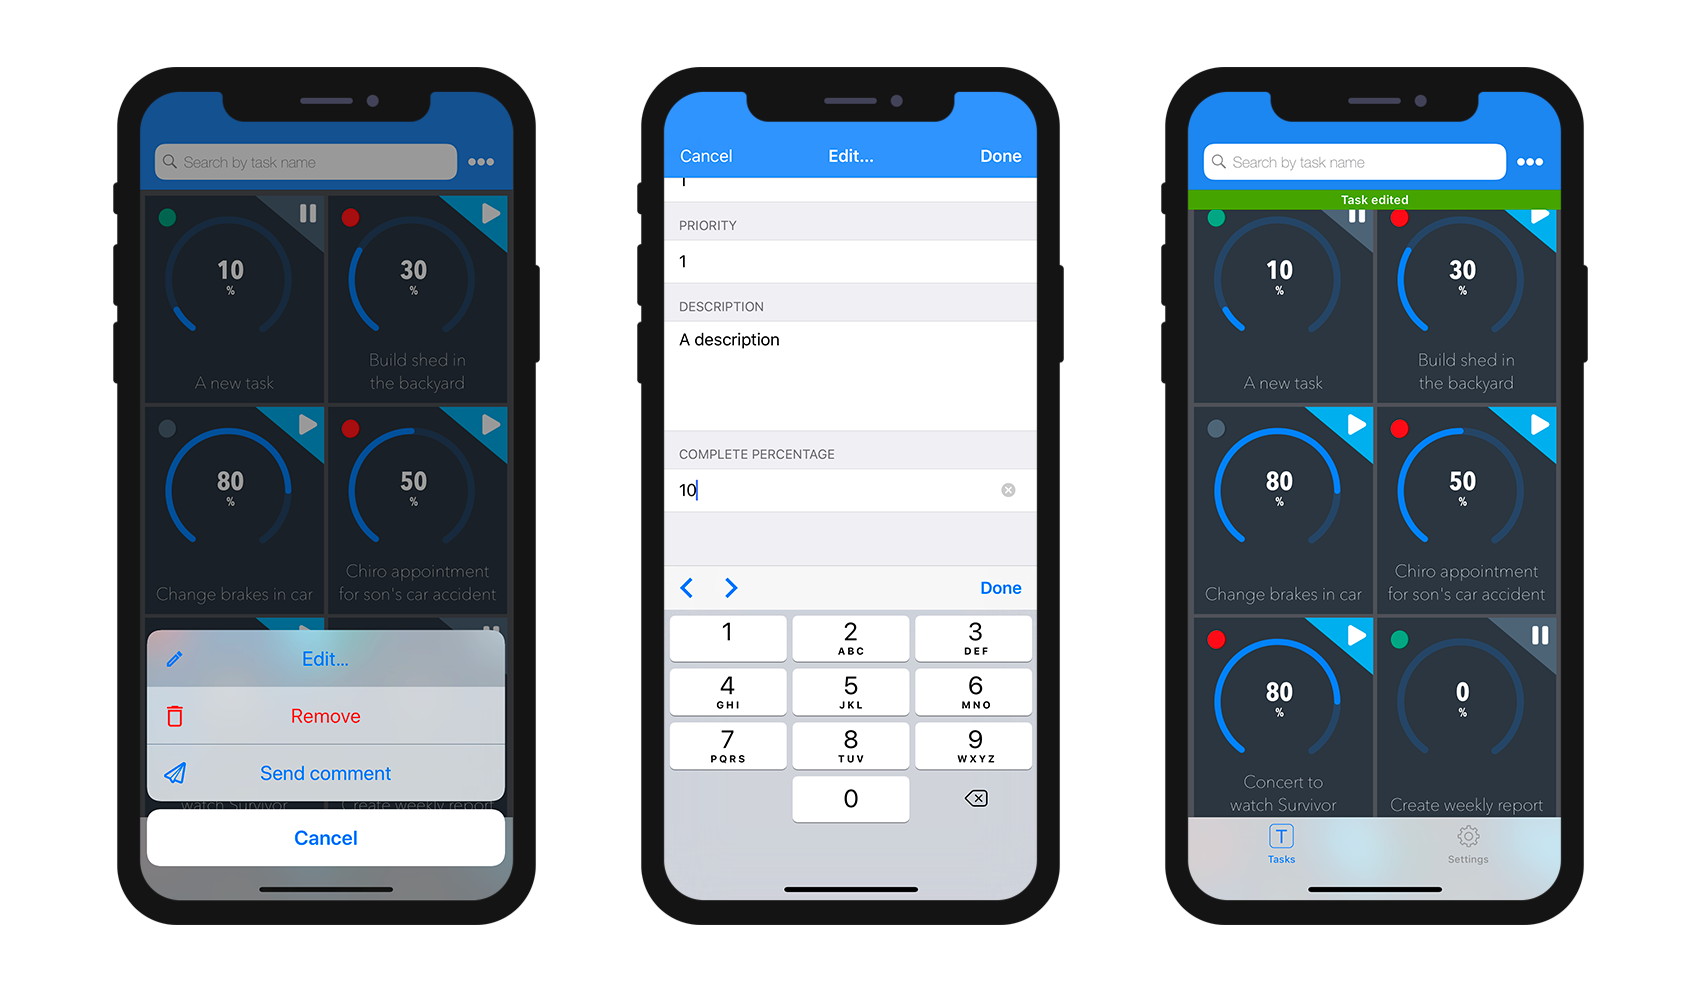 Search by task name
10
%
A new task
30
%
Build shed in
the backyard
80
%
Change brakes in car
50
%
Chiro appointment
for son's car accident
Edit...
Remove
Send comment
watch Survivor
Create weekly report
Cancel
Cancel
Edit...
Done
1
PRIORITY
1
DESCRIPTION
A description
COMPLETE PERCENTAGE
10
Done
1
2
ABC
3
DEF
4
GHI
5
JKL
6
MNO
7
PQRS
8
TUV
9
WXYZ
0
Search by task name
Task edited
10
%
A new task
30
%
Build shed in
the backyard
80
%
Change brakes in car
50
%
Chiro appointment
for son's car accident
80
%
Concert to
watch Survivor
0
%
Create weekly report
T
Tasks
Settings